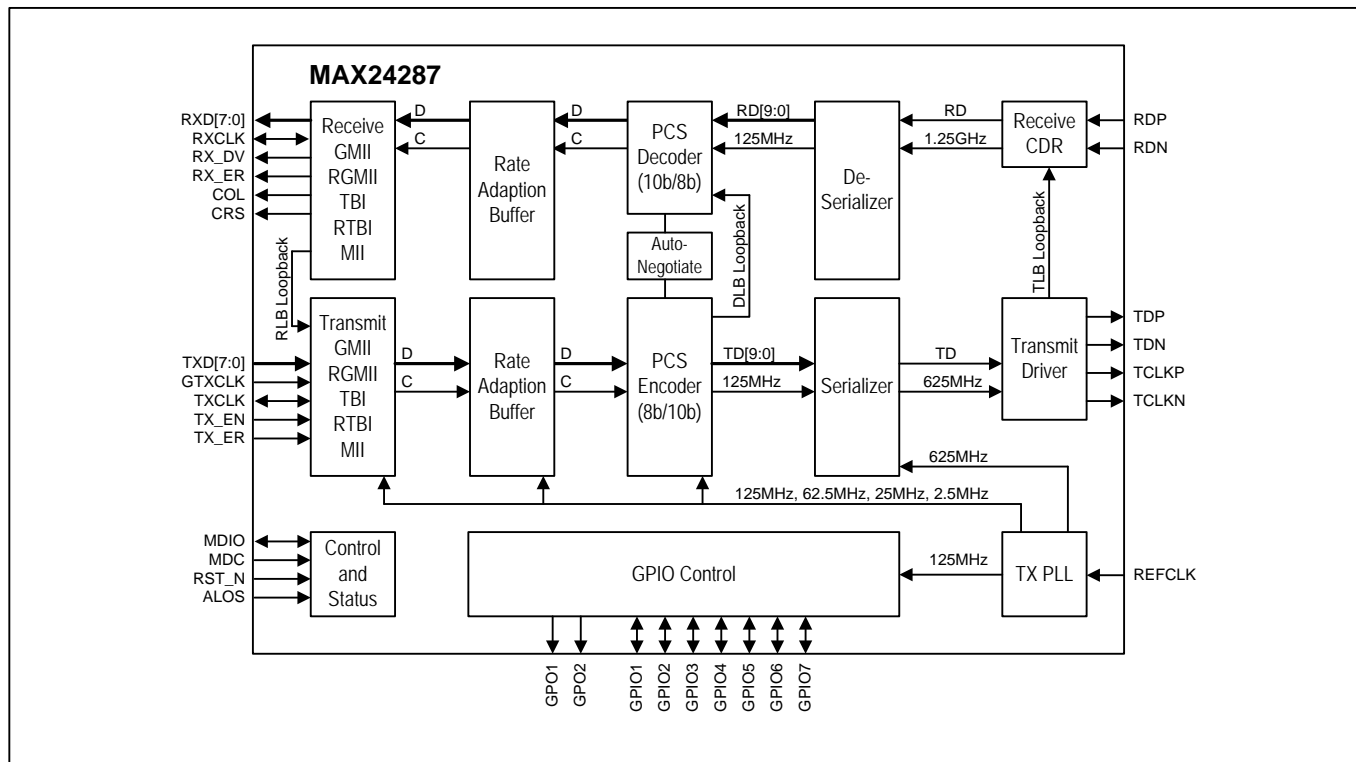 MAX24287
RXD[7:0]
RXCLK
RX_DV
RX_ER
COL
CRS
Receive
GMII
RGMII
TBI
RTBI
MII
D
C
Rate
Adaption
Buffer
D
C
PCS
Decoder
(10b/8b)
RD[9:0]
125MHz
De-
Serializer
RD
1.25GHz
Receive
CDR
RDP
RDN
Auto-
Negotiate
RLB Loopback
DLB Loopback
TLB Loopback
TXD[7:0]
GTXCLK
TXCLK
TX_EN
TX_ER
Transmit
GMII
RGMII
TBI
RTBI
MII
D
C
Rate
Adaption
Buffer
D
C
PCS
Encoder
(8b/10b)
TD[9:0]
125MHz
Serializer
TD
625MHz
Transmit
Driver
TDP
TDN
TCLKP
TCLKN
625MHz
125MHz, 62.5MHz, 25MHz, 2.5MHz
MDIO
MDC
RST_N
ALOS
Control
and
Status
GPIO Control
125MHz
TX PLL
REFCLK
GPO1
GPO2
GPIO1
GPIO2
GPIO3
GPIO4
GPIO5
GPIO6
GPIO7